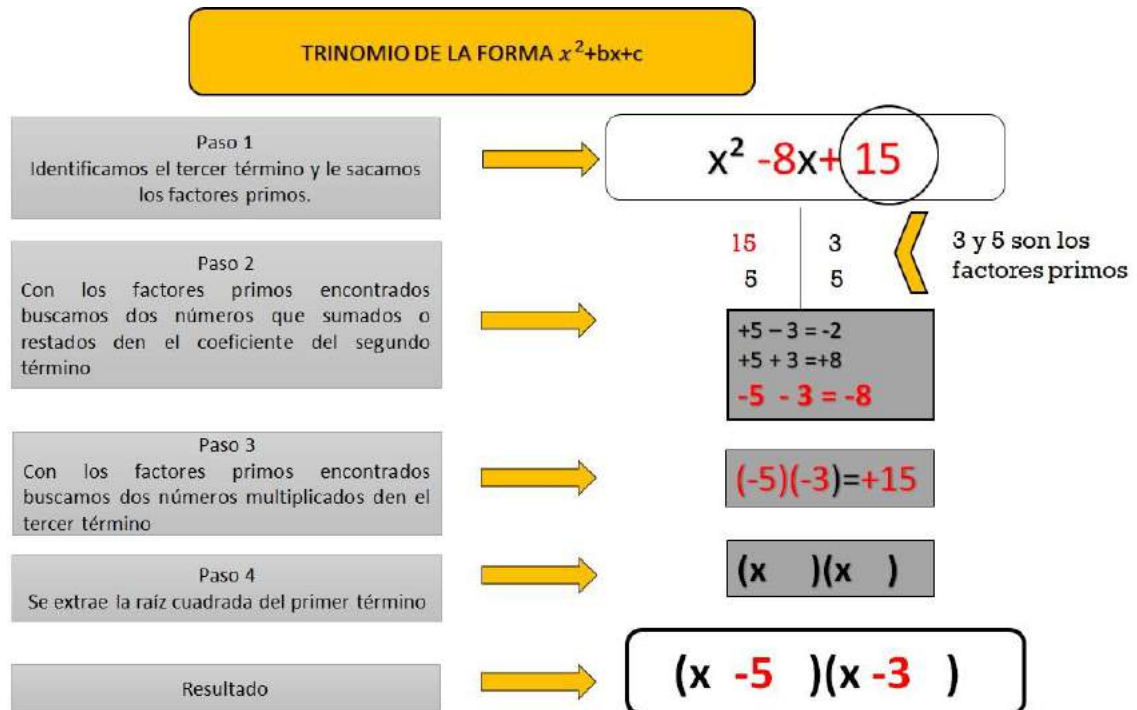 TRINOMIO DE LA FORMA x²+bx+c
Paso 1
Identificamos el tercer término y le sacamos
los factores primos.
x² -8x+ 15
15 3
5 5
3 y 5 son los
factores primos
Paso 2
Con los factores primos encontrados
buscamos dos números que sumados o
restados den el coeficiente del segundo
término
+5 – 3 = -2
+5 + 3 =+8
-5 - 3 = -8
Paso 3
Con los factores primos encontrados
buscamos dos números multiplicados den el
tercer término
(-5)(-3)=+15
Paso 4
Se extrae la raíz cuadrada del primer término
(x )(x )
Resultado
(x -5 )(x -3 )